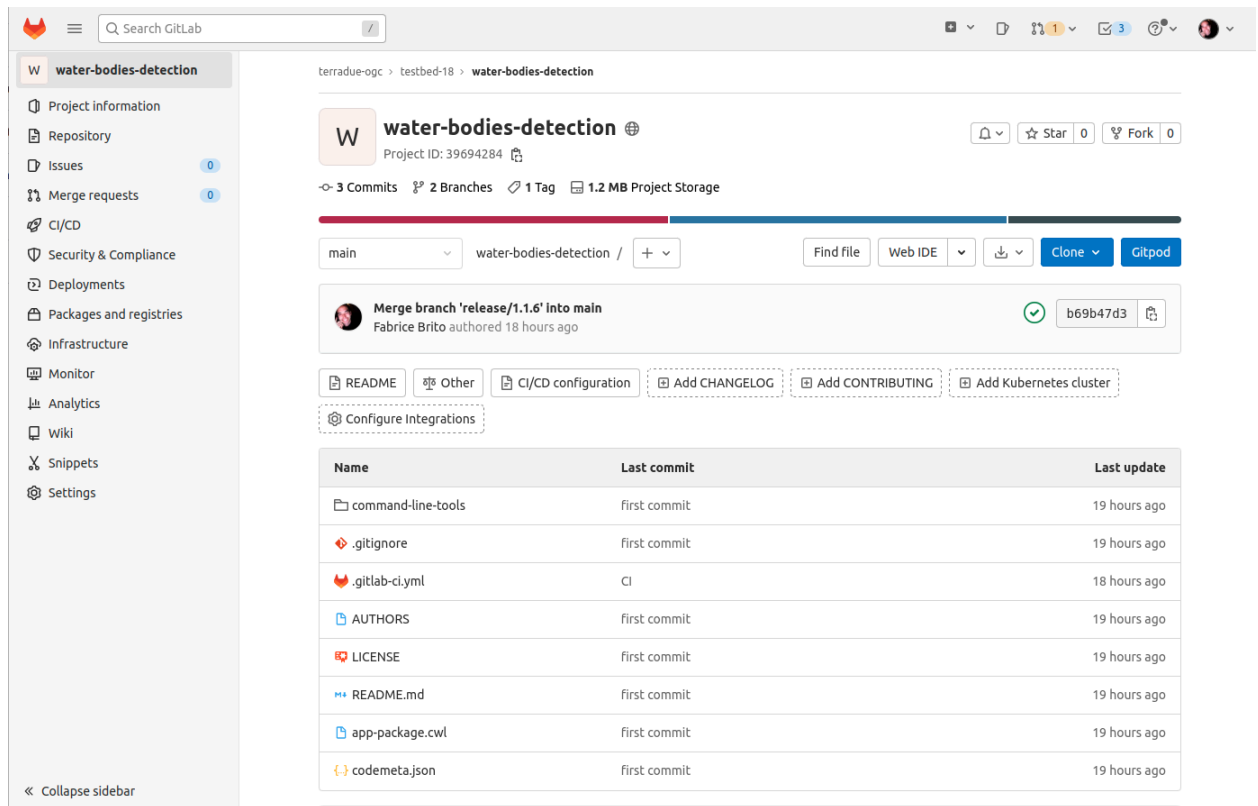 Search GitLab /
1 3
W water-bodies-detection
Project information
Repository
Issues 0
Merge requests 0
CI/CD
Security & Compliance
Deployments
Packages and registries
Infrastructure
Monitor
Analytics
Wiki
Snippets
Settings
« Collapse sidebar
terradue-ogc > testbed-18 > water-bodies-detection
W water-bodies-detection
Project ID: 39694284
Star 0 Fork 0
3 Commits 2 Branches 1 Tag 1.2 MB Project Storage
main water-bodies-detection / + Find file Web IDE Clone Gitpod
Merge branch 'release/1.1.6' into main
Fabrice Brito authored 18 hours ago
b69b47d3
README Other CI/CD configuration Add CHANGELOG Add CONTRIBUTING Add Kubernetes cluster
Configure Integrations
Name Last commit Last update
command-line-tools first commit 19 hours ago
.gitignore first commit 19 hours ago
.gitlab-ci.yml CI 18 hours ago
AUTHORS first commit 19 hours ago
LICENSE first commit 19 hours ago
M↓ README.md first commit 19 hours ago
app-package.cwl first commit 19 hours ago
{..} codemeta.json first commit 19 hours ago